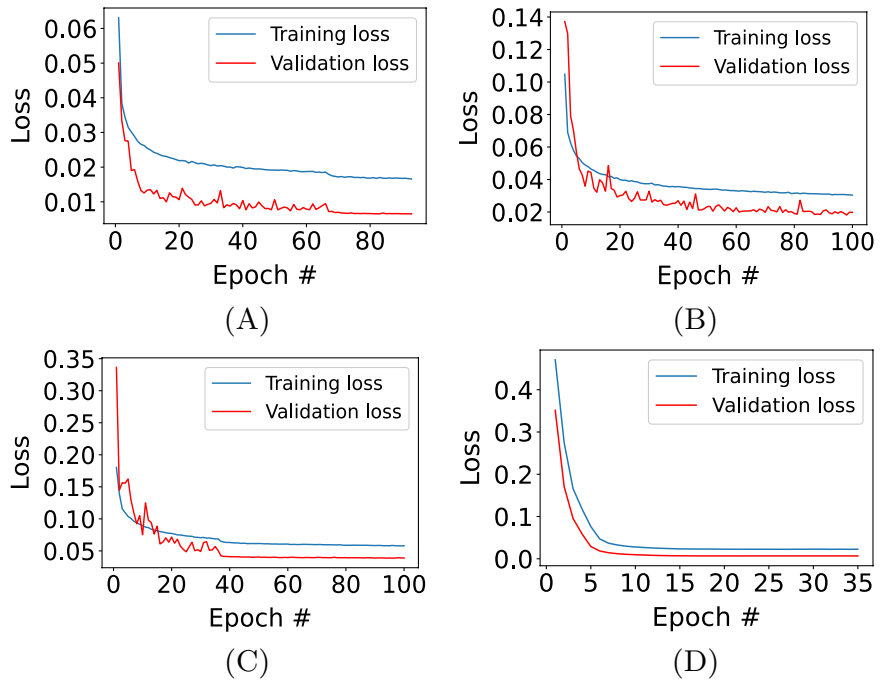 0.06
0.05
0.04
0.03
0.02
0.01
Loss
Training loss
Validation loss
0 20 40 60 80
Epoch #
(A)
0.14
0.12
0.10
0.08
0.06
0.04
0.02
Loss
Training loss
Validation loss
0 20 40 60 80 100
Epoch #
(B)
0.35
0.30
0.25
0.20
0.15
0.10
0.05
Loss
Training loss
Validation loss
0 20 40 60 80 100
Epoch #
(C)
0.4
0.3
0.2
0.1
0.0
Loss
Training loss
Validation loss
0 5 10 15 20 25 30 35
Epoch #
(D)